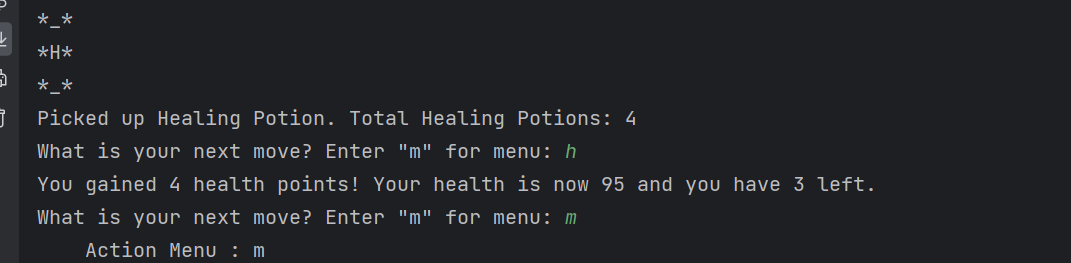 *_*
*H*
*_*
Picked up Healing Potion. Total Healing Potions: 4
What is your next move? Enter "m" for menu: h
You gained 4 health points! Your health is now 95 and you have 3 left.
What is your next move? Enter "m" for menu: m
Action Menu : m